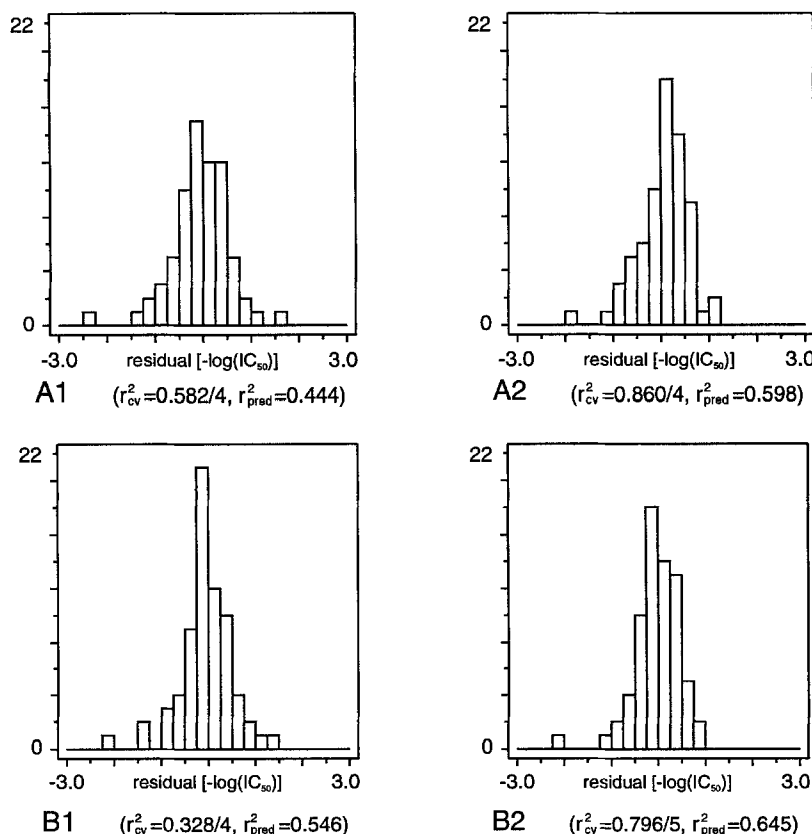 22
0
-3.0 residual [-log(IC₅₀)] 3.0
A1 (r²cv=0.582/4, r²pred=0.444)
22
0
-3.0 residual [-log(IC₅₀)] 3.0
A2 (r²cv=0.860/4, r²pred=0.598)
22
0
-3.0 residual [-log(IC₅₀)] 3.0
B1 (r²cv=0.328/4, r²pred=0.546)
22
0
-3.0 residual [-log(IC₅₀)] 3.0
B2 (r²cv=0.796/5, r²pred=0.645)